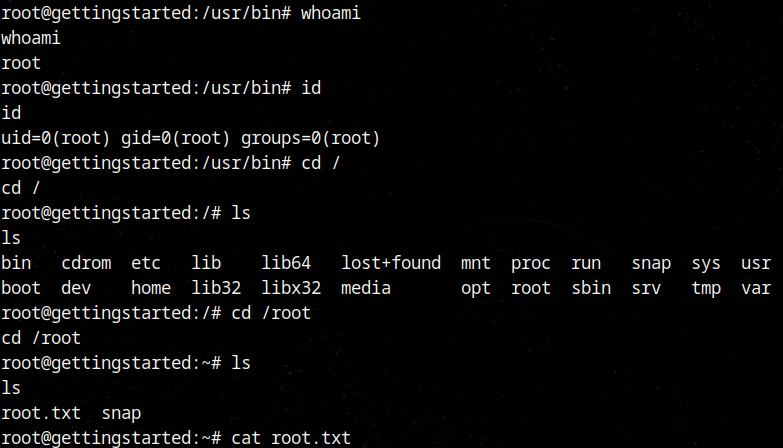 root@gettingstarted:/usr/bin# whoami
whoami
root
root@gettingstarted:/usr/bin# id
id
uid=0(root) gid=0(root) groups=0(root)
root@gettingstarted:/usr/bin# cd /
cd /
root@gettingstarted:/# ls
ls
bin   cdrom  etc   lib    lib64   lost+found  mnt  proc  run   snap  sys  usr
boot  dev    home  lib32  libx32  media       opt  root  sbin  srv   tmp  var
root@gettingstarted:/# cd /root
cd /root
root@gettingstarted:~# ls
ls
root.txt  snap
root@gettingstarted:~# cat root.txt